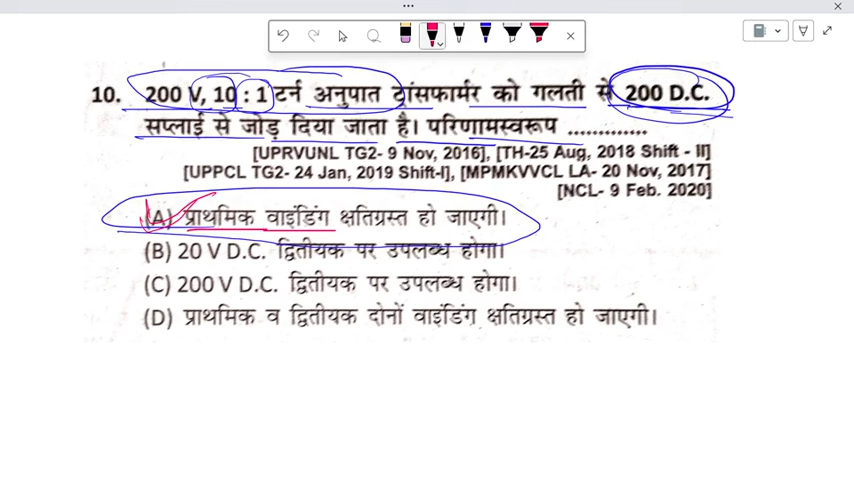 10. 200 V, 10 : 1 टर्न अनुपात ट्रांसफार्मर को गलती से 200 D.C.
सप्लाई से जोड़ दिया जाता है। परिणामस्वरूप .............
[UPRVUNL TG2- 9 Nov, 2016], [TH-25 Aug, 2018 Shift - II]
[UPPCL TG2- 24 Jan, 2019 Shift-I], [MPMKVVCL LA- 20 Nov, 2017]
[NCL- 9 Feb. 2020]
(A) प्राथमिक वाइंडिंग क्षतिग्रस्त हो जाएगी।
(B) 20 V D.C. द्वितीयक पर उपलब्ध होगा।
(C) 200 V D.C. द्वितीयक पर उपलब्ध होगा।
(D) प्राथमिक व द्वितीयक दोनों वाइंडिंग क्षतिग्रस्त हो जाएगी।